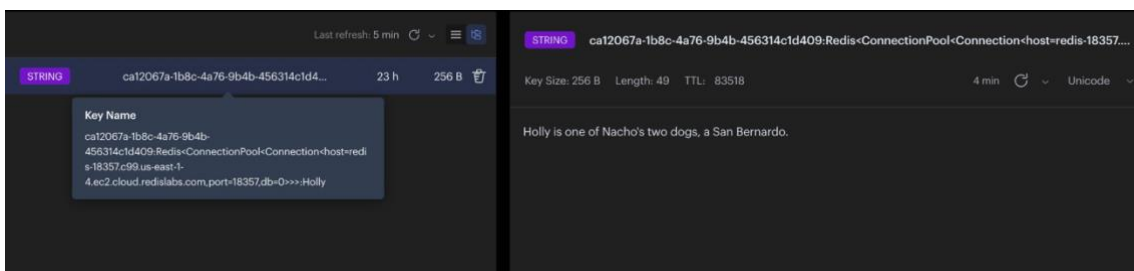 Last refresh: 5 min
STRING ca12067a-1b8c-4a76-9b4b-456314c1d4... 23 h 256 B
Key Name
ca12067a-1b8c-4a76-9b4b-
456314c1d409:Redis<ConnectionPool<Connection<host=redi
s-18357.c99.us-east-1-
4.ec2.cloud.redislabs.com,port=18357,db=0>>>:Holly
STRING ca12067a-1b8c-4a76-9b4b-456314c1d409:Redis<ConnectionPool<Connection<host=redis-18357....
Key Size: 256 B Length: 49 TTL: 83518 4 min Unicode
Holly is one of Nacho's two dogs, a San Bernardo.